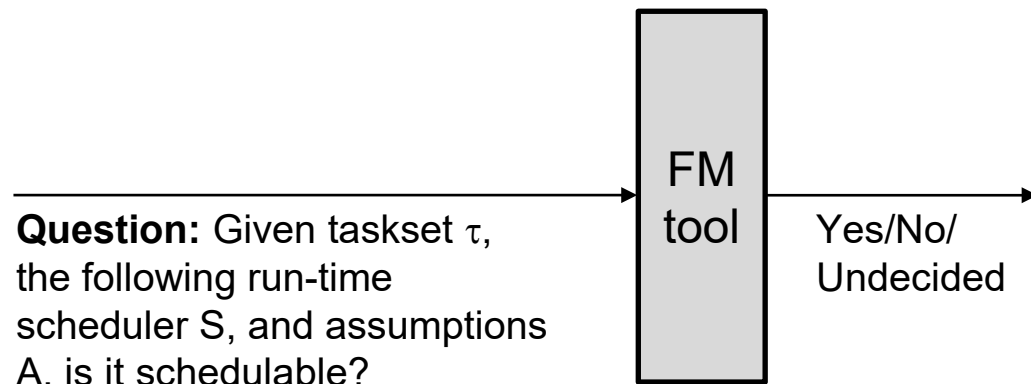 Question: Given taskset τ,
the following run-time
scheduler S, and assumptions
A, is it schedulable?
FM
tool
Yes/No/
Undecided